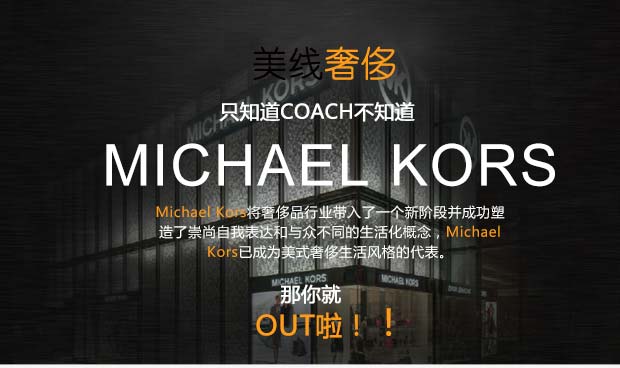 美线奢侈
MICHAEL KORS
只知道COACH不知道
MICHAEL KORS
Michael Kors将奢侈品行业带入了一个新阶段并成功塑
造了崇尚自我表达和与众不同的生活化概念，Michael
Kors已成为美式奢侈生活风格的代表。
MICHAEL KORS
MICHAEL KORS
那你就
OUT啦！！